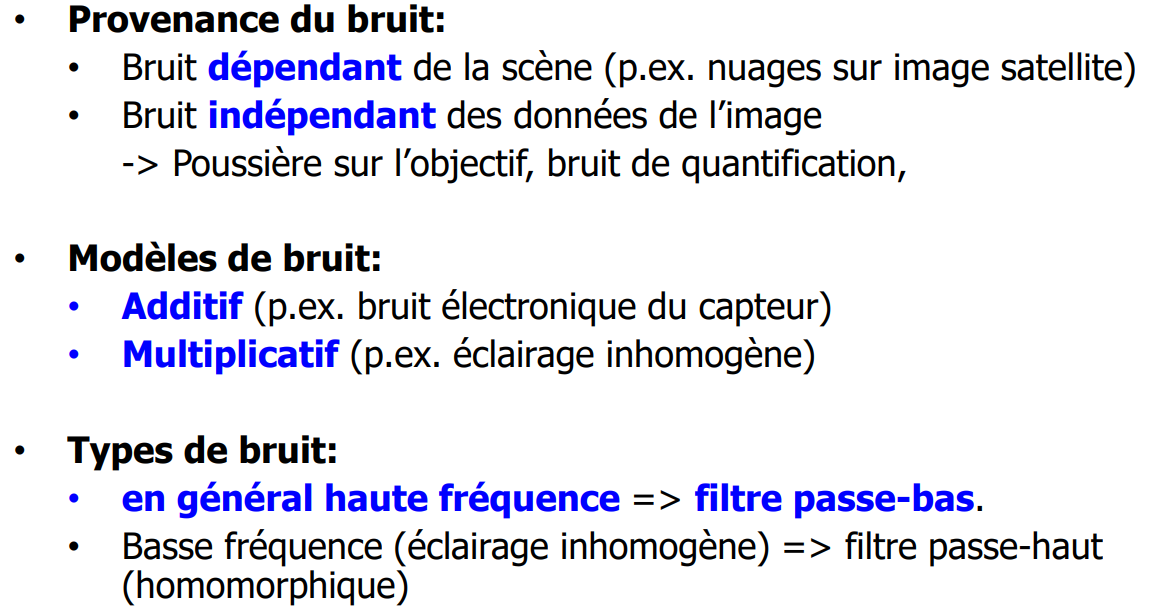 • Provenance du bruit:
• Bruit dépendant de la scène (p.ex. nuages sur image satellite)
• Bruit indépendant des données de l’image
-> Poussière sur l’objectif, bruit de quantification,
• Modèles de bruit:
• Additif (p.ex. bruit électronique du capteur)
• Multiplicatif (p.ex. éclairage inhomogène)
• Types de bruit:
• en général haute fréquence => filtre passe-bas.
• Basse fréquence (éclairage inhomogène) => filtre passe-haut
(homomorphique)